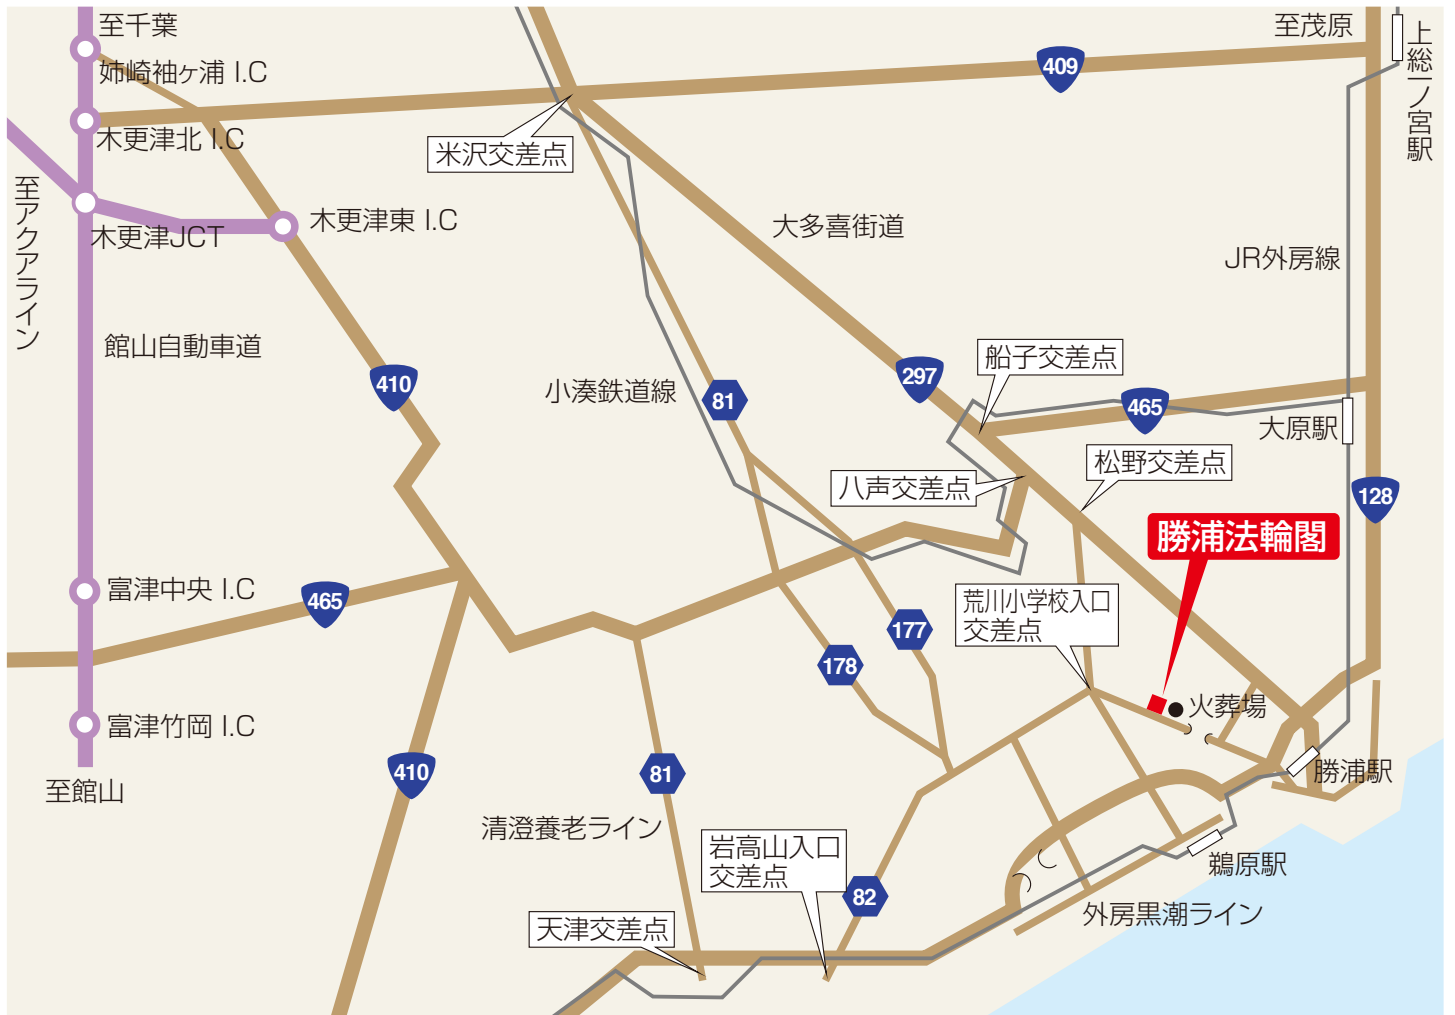 至千葉
姉崎袖ヶ浦 I.C
木更津北 I.C
至アクアライン
木更津JCT
木更津東 I.C
館山自動車道
410
富津中央 I.C
465
富津竹岡 I.C
至館山
410
米沢交差点
409
至茂原
上総一ノ宮駅
大多喜街道
JR外房線
小湊鉄道線
81
297
船子交差点
465
大原駅
松野交差点
八声交差点
128
勝浦法輪閣
荒川小学校入口
交差点
177
178
火葬場
勝浦駅
81
清澄養老ライン
岩高山入口
交差点
82
鵜原駅
外房黒潮ライン
天津交差点